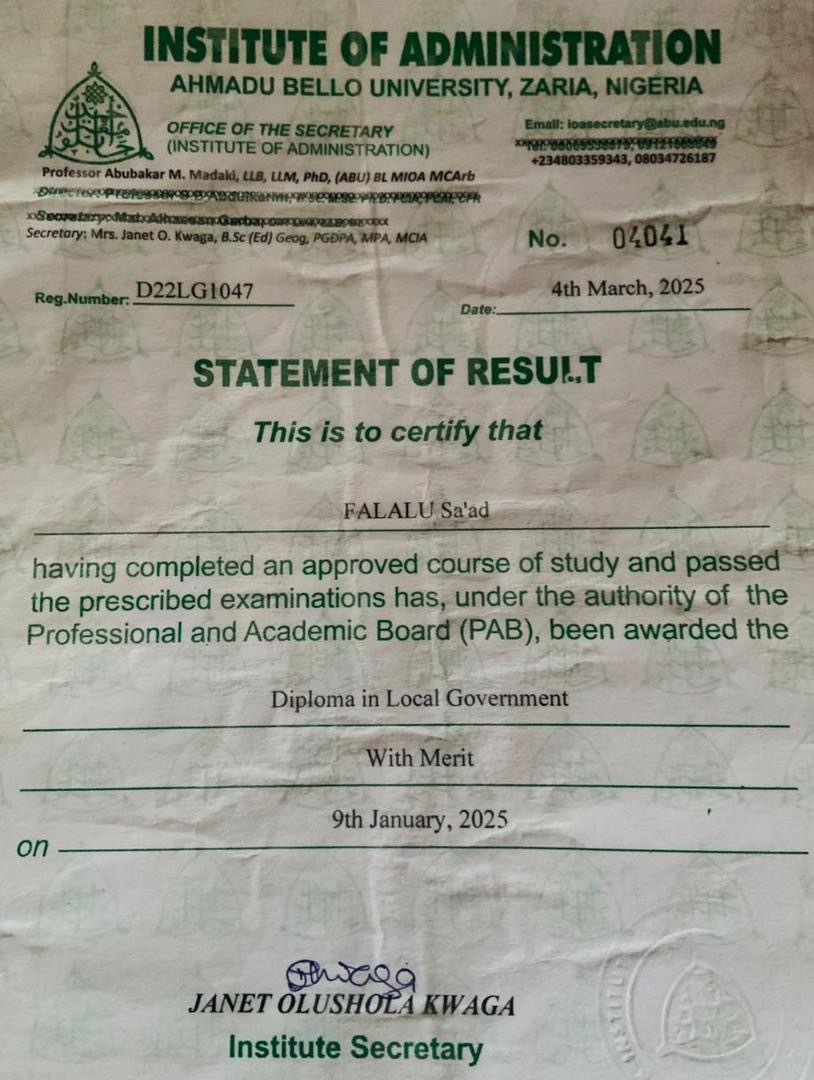 INSTITUTE OF ADMINISTRATION
AHMADU BELLO UNIVERSITY, ZARIA, NIGERIA
OFFICE OF THE SECRETARY
(INSTITUTE OF ADMINISTRATION)
Email: ioasecretary@abu.edu.ng
+234803359343, 08034726187
Professor Abubakar M. Madaki, LLB, LLM, PhD, (ABU) BL MIOA MCArb
Secretary: Mrs. Janet O. Kwaga, B.Sc (Ed) Geog, PGDPA, MPA, MCIA
No. 04041
Reg.Number: D22LG1047
Date: 4th March, 2025
STATEMENT OF RESULT
This is to certify that
FALALU Sa'ad
having completed an approved course of study and passed
the prescribed examinations has, under the authority of the
Professional and Academic Board (PAB), been awarded the
Diploma in Local Government
With Merit
on 9th January, 2025
JANET OLUSHOLA KWAGA
Institute Secretary